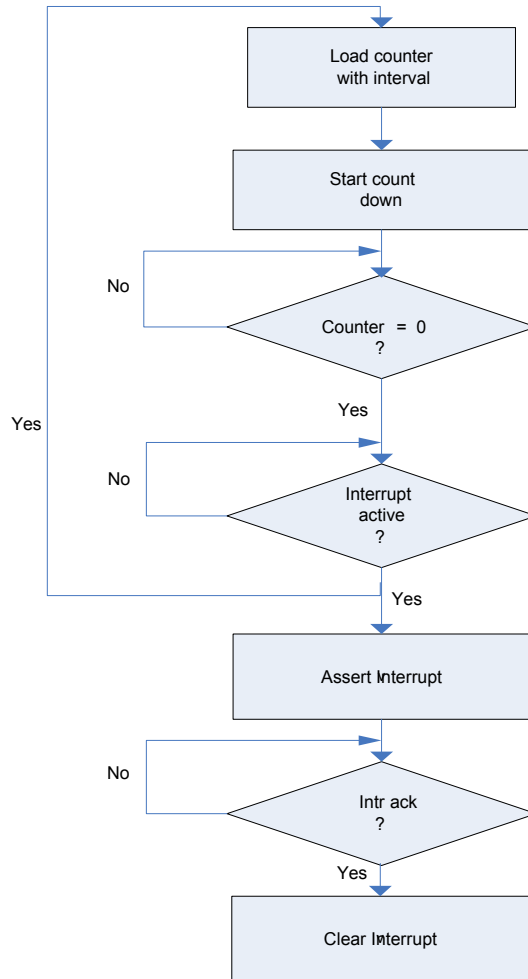 Load counter
with interval
Start count
down
No
Counter = 0
?
Yes
Yes
No
Interrupt
active
?
Yes
Assert Interrupt
No
Intr ack
?
Yes
Clear Interrupt